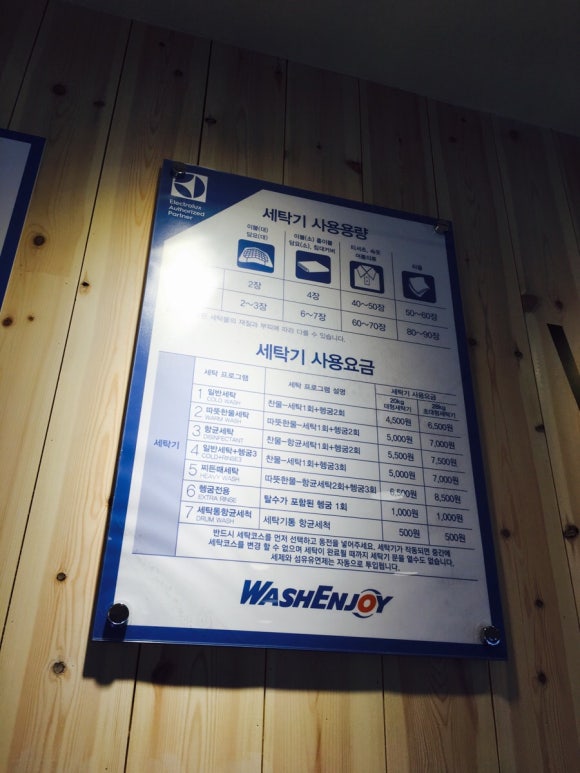 Electrolux
Authorized
Partner
세탁기 사용용량
이불(대)
담요(대)
이불(소) 홑이불
담요(소), 침대커버
티셔츠, 속옷
여름의류
타올
2장 4장 40~50장 50~60장
2~3장 6~7장 60~70장 80~90장
세탁물의 재질과 부피에 따라 다를 수 있습니다.
세탁기 사용요금
세탁 프로그램 세탁 프로그램 설명 세탁기 사용요금
20kg
대형세탁기
28kg
초대형세탁기
세탁기
1 일반세탁 COLD WASH 찬물-세탁1회+헹굼2회 4,500원 6,500원
2 따뜻한물세탁 WARM WASH 따뜻한물-세탁1회+헹굼2회 5,000원 7,000원
3 항균세탁 DISINFECTANT 찬물-항균세탁1회+헹굼2회 5,500원 7,500원
4 일반세탁+헹굼3 COLD+RINSE3 찬물-세탁1회+헹굼3회 5,000원 7,000원
5 찌든때세탁 HEAVY WASH 따뜻한물-항균세탁2회+헹굼3회 6,500원 8,500원
6 헹굼전용 EXTRA RINSE 탈수가 포함된 헹굼 1회 1,000원 1,000원
7 세탁통항균세척 DRUM WASH 세탁기통 항균세척 500원 500원
반드시 세탁코스를 먼저 선택하고 동전을 넣어주세요. 세탁기가 작동되면 중간에
세탁코스를 변경 할 수 없으며 세탁이 완료될 때까지 세탁기 문을 열수도 없습니다.
세제와 섬유유연제는 자동으로 투입됩니다.
WASHENJOY